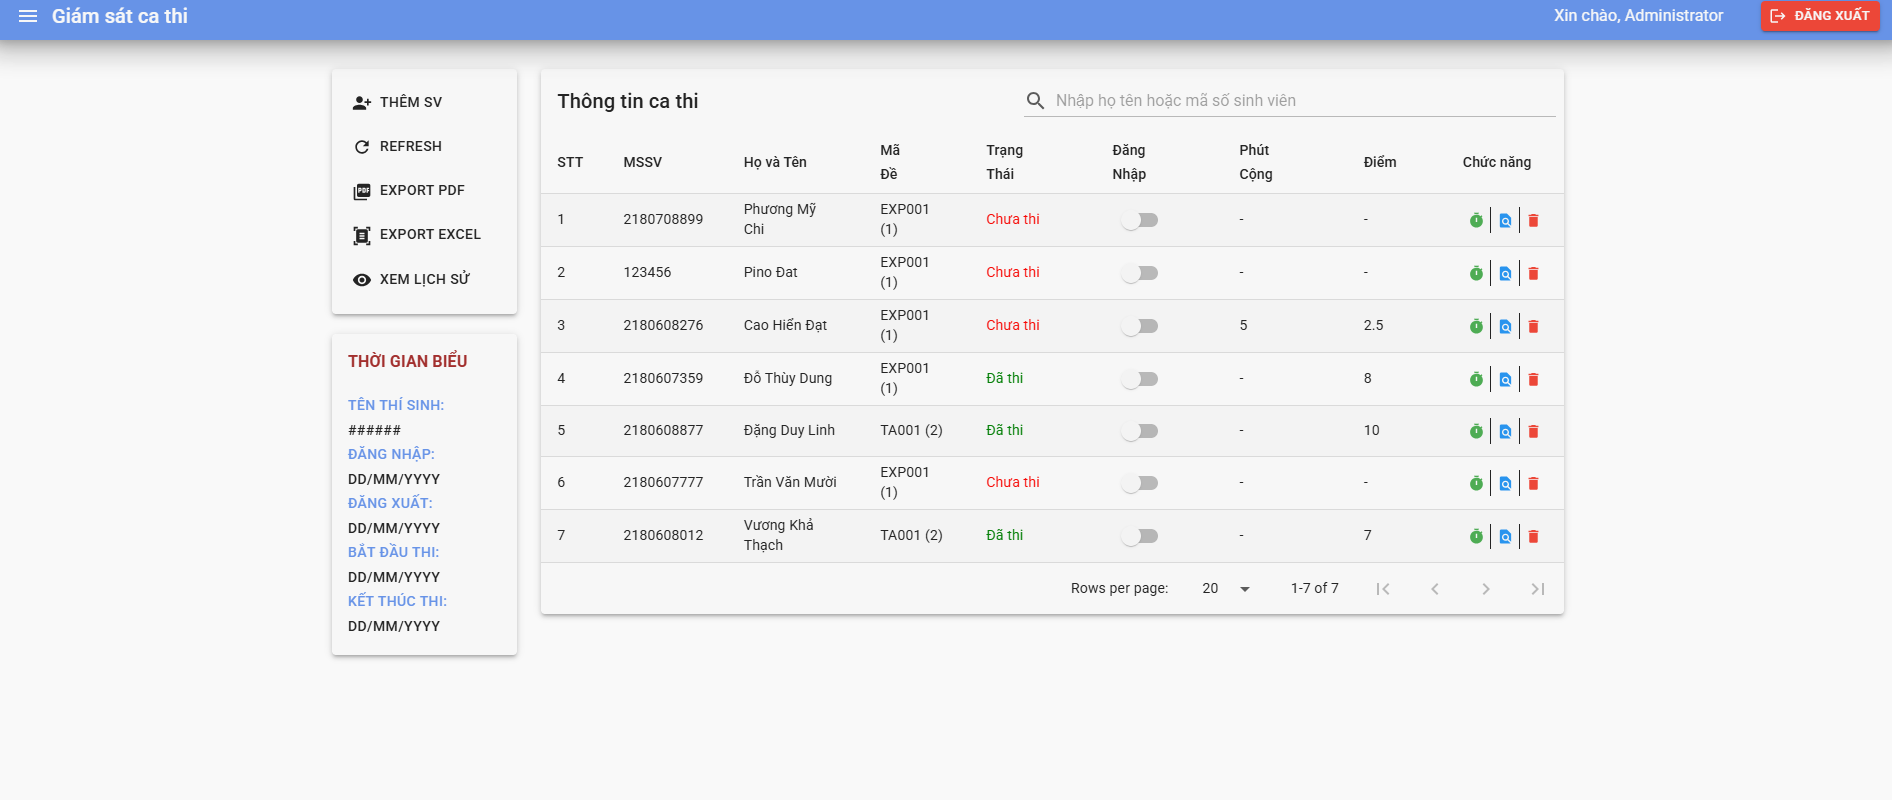 Giám sát ca thi
Xin chào, Administrator
ĐĂNG XUẤT
THÊM SV
REFRESH
EXPORT PDF
EXPORT EXCEL
XEM LỊCH SỬ
THỜI GIAN BIỂU
TÊN THÍ SINH:
######
ĐĂNG NHẬP:
DD/MM/YYYY
ĐĂNG XUẤT:
DD/MM/YYYY
BẮT ĐẦU THI:
DD/MM/YYYY
KẾT THÚC THI:
DD/MM/YYYY
Thông tin ca thi
Nhập họ tên hoặc mã số sinh viên
STT MSSV Họ và Tên Mã Đề Trạng Thái Đăng Nhập Phút Cộng Điểm Chức năng
1 2180708899 Phương Mỹ Chi EXP001 (1) Chưa thi - -
2 123456 Pino Đat EXP001 (1) Chưa thi - -
3 2180608276 Cao Hiển Đạt EXP001 (1) Chưa thi 5 2.5
4 2180607359 Đỗ Thùy Dung EXP001 (1) Đã thi - 8
5 2180608877 Đặng Duy Linh TA001 (2) Đã thi - 10
6 2180607777 Trần Văn Mười EXP001 (1) Chưa thi - -
7 2180608012 Vương Khả Thạch TA001 (2) Đã thi - 7
Rows per page: 20 1-7 of 7